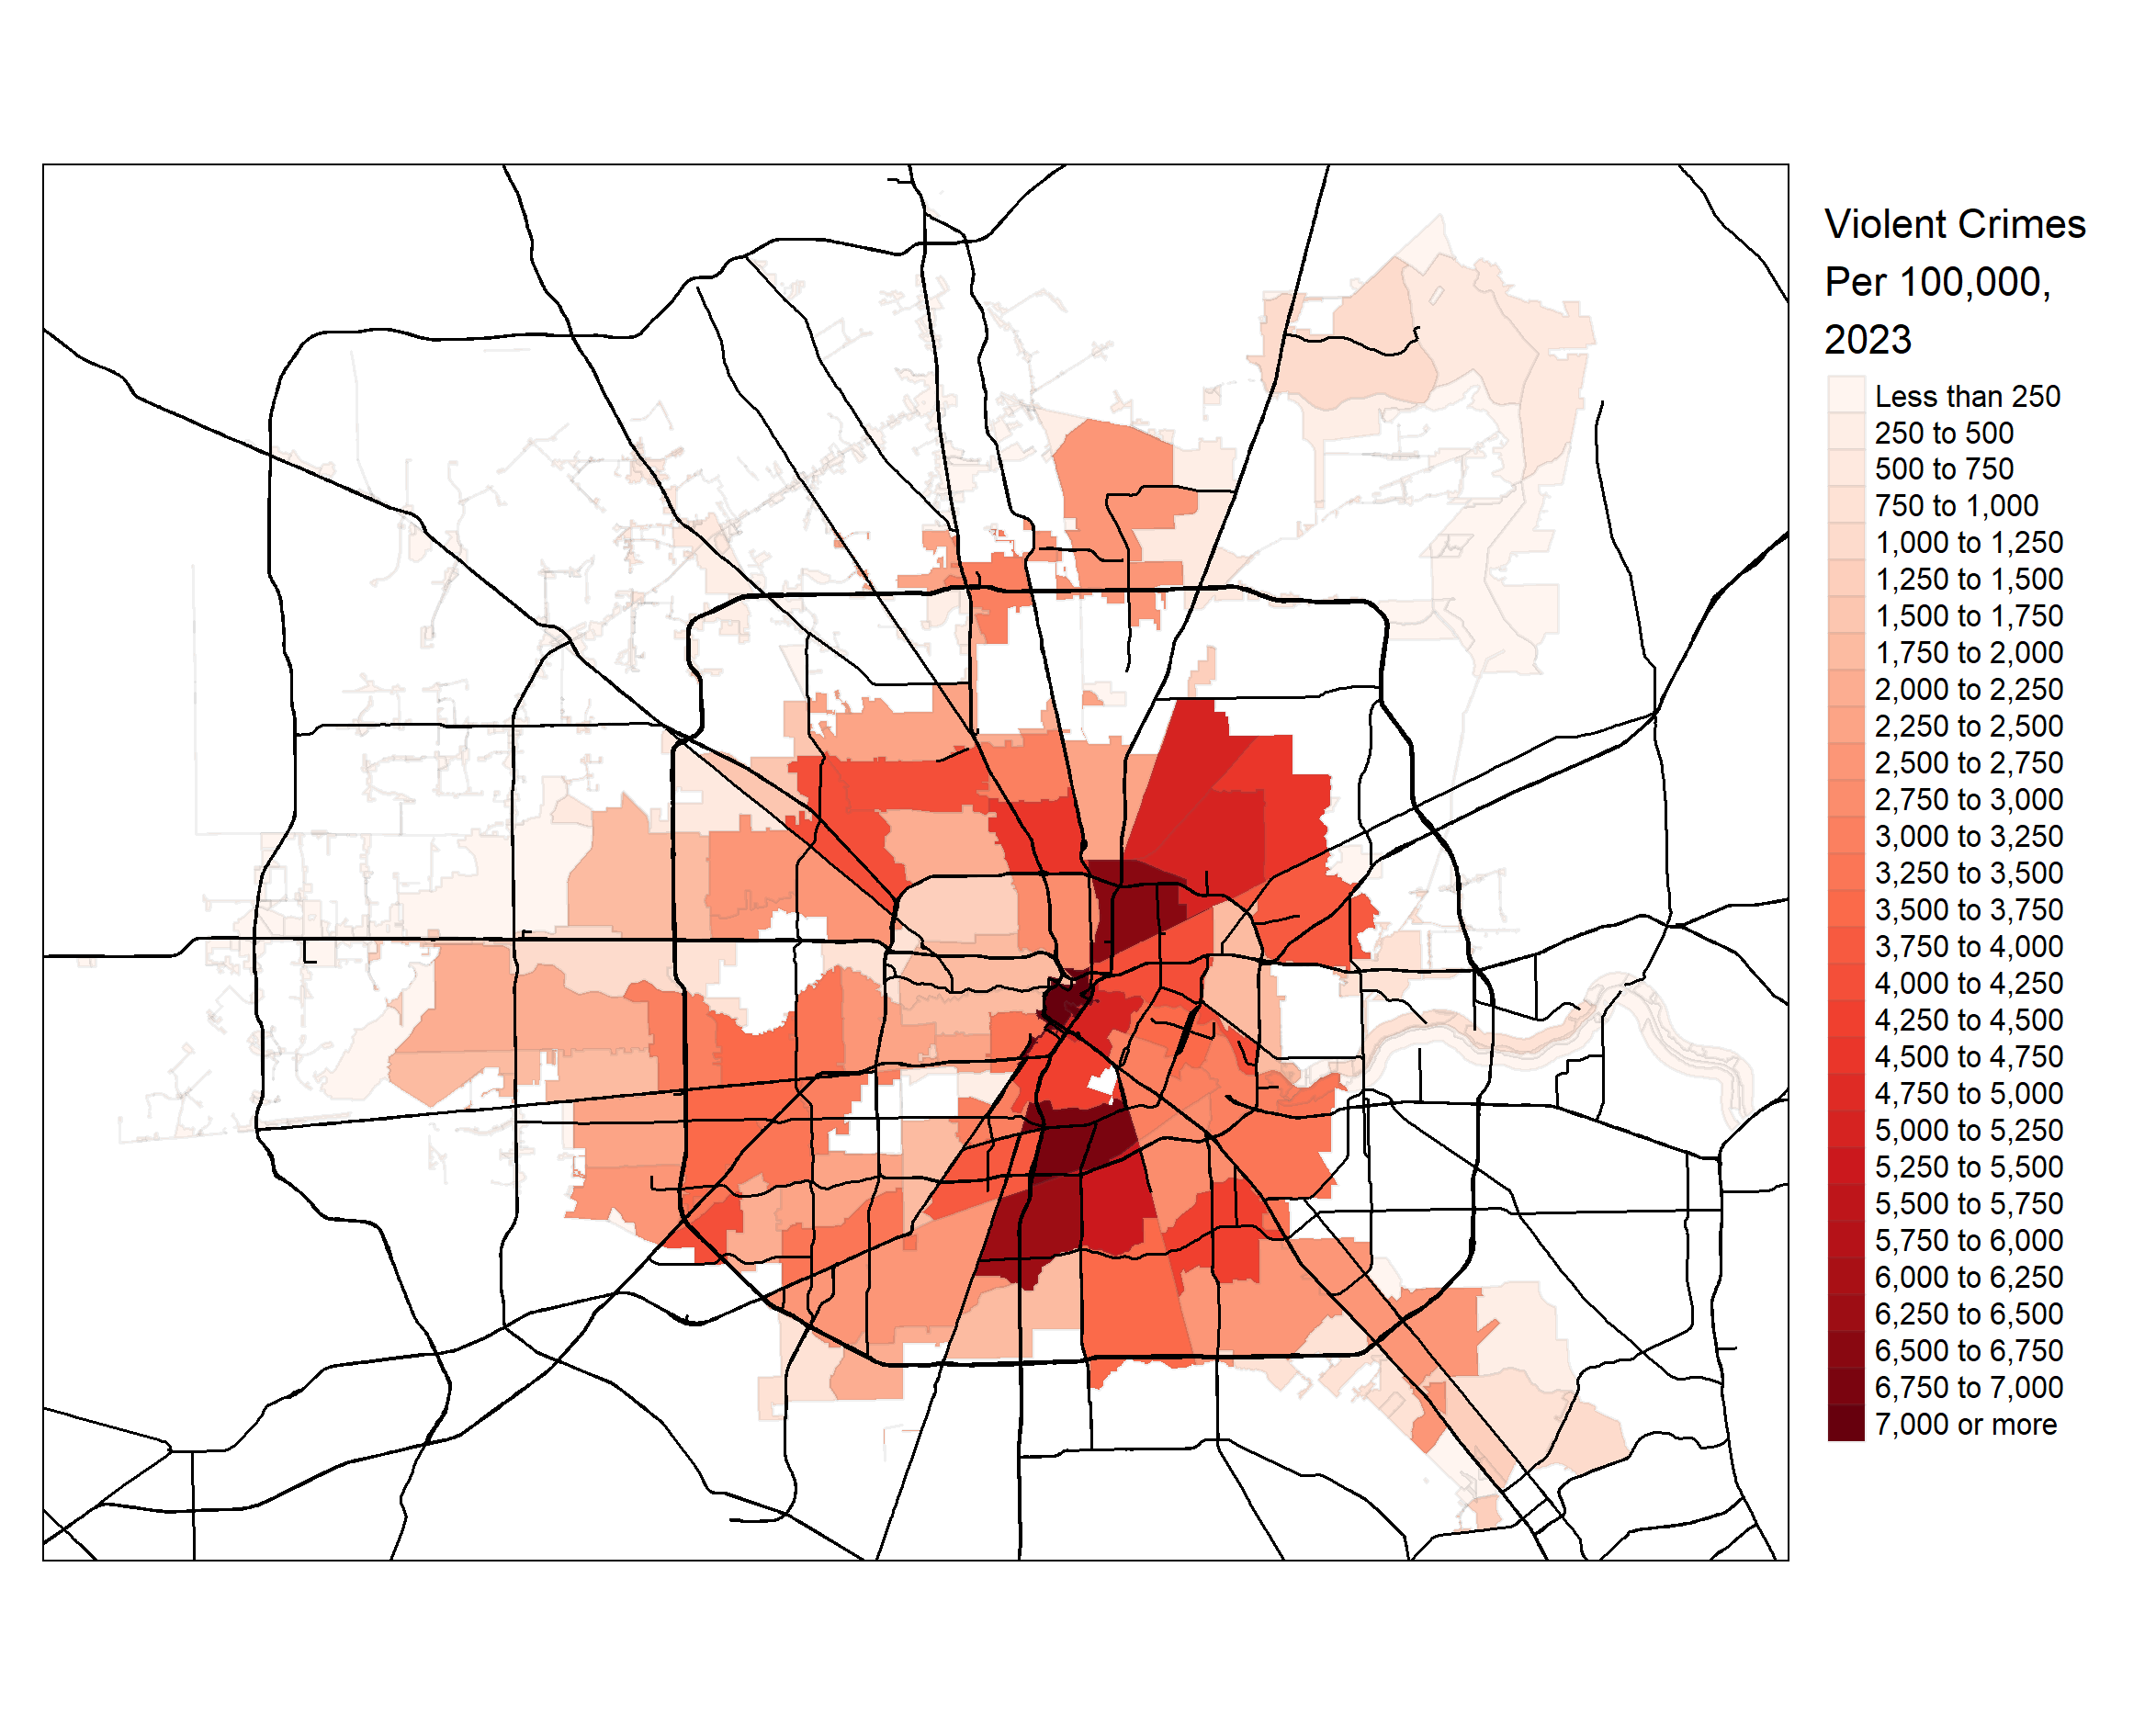 Violent Crimes
Per 100,000,
2023
Less than 250
250 to 500
500 to 750
750 to 1,000
1,000 to 1,250
1,250 to 1,500
1,500 to 1,750
1,750 to 2,000
2,000 to 2,250
2,250 to 2,500
2,500 to 2,750
2,750 to 3,000
3,000 to 3,250
3,250 to 3,500
3,500 to 3,750
3,750 to 4,000
4,000 to 4,250
4,250 to 4,500
4,500 to 4,750
4,750 to 5,000
5,000 to 5,250
5,250 to 5,500
5,500 to 5,750
5,750 to 6,000
6,000 to 6,250
6,250 to 6,500
6,500 to 6,750
6,750 to 7,000
7,000 or more